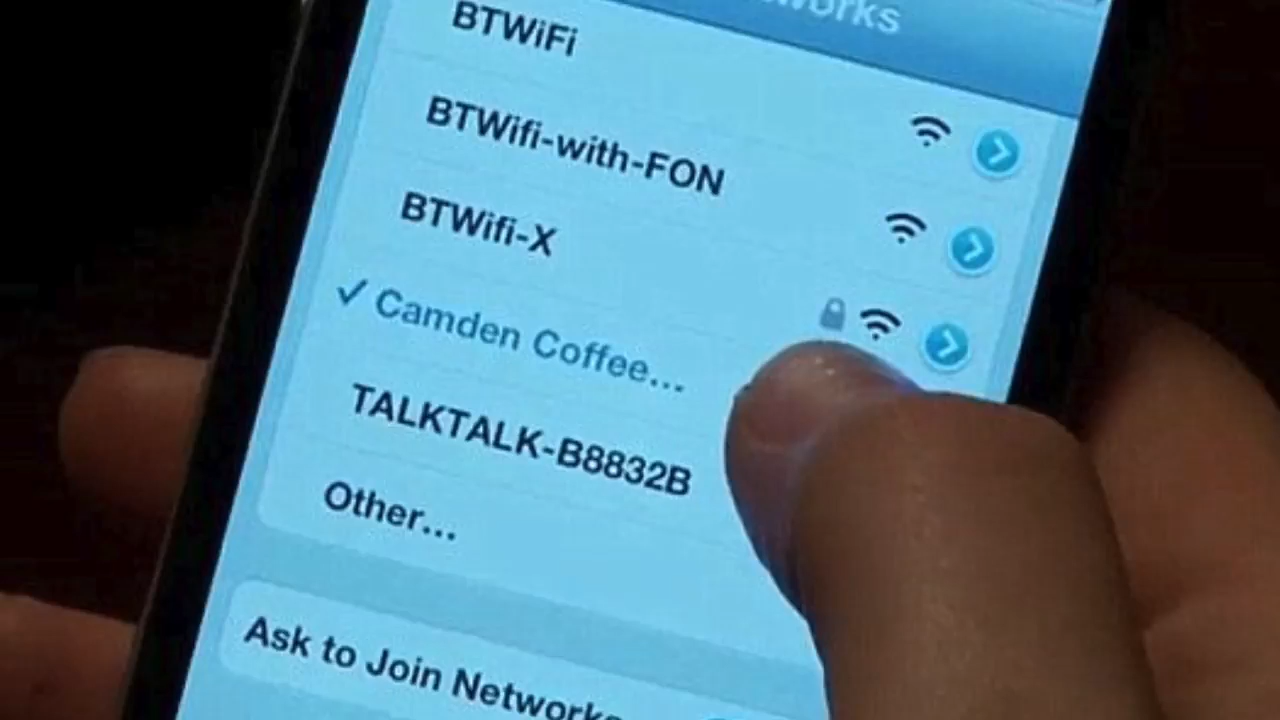 BTWiFi
BTWifi-with-FON
BTWifi-X
Camden Coffee...
TALKTALK-B8832B
Other...
Ask to Join Networks